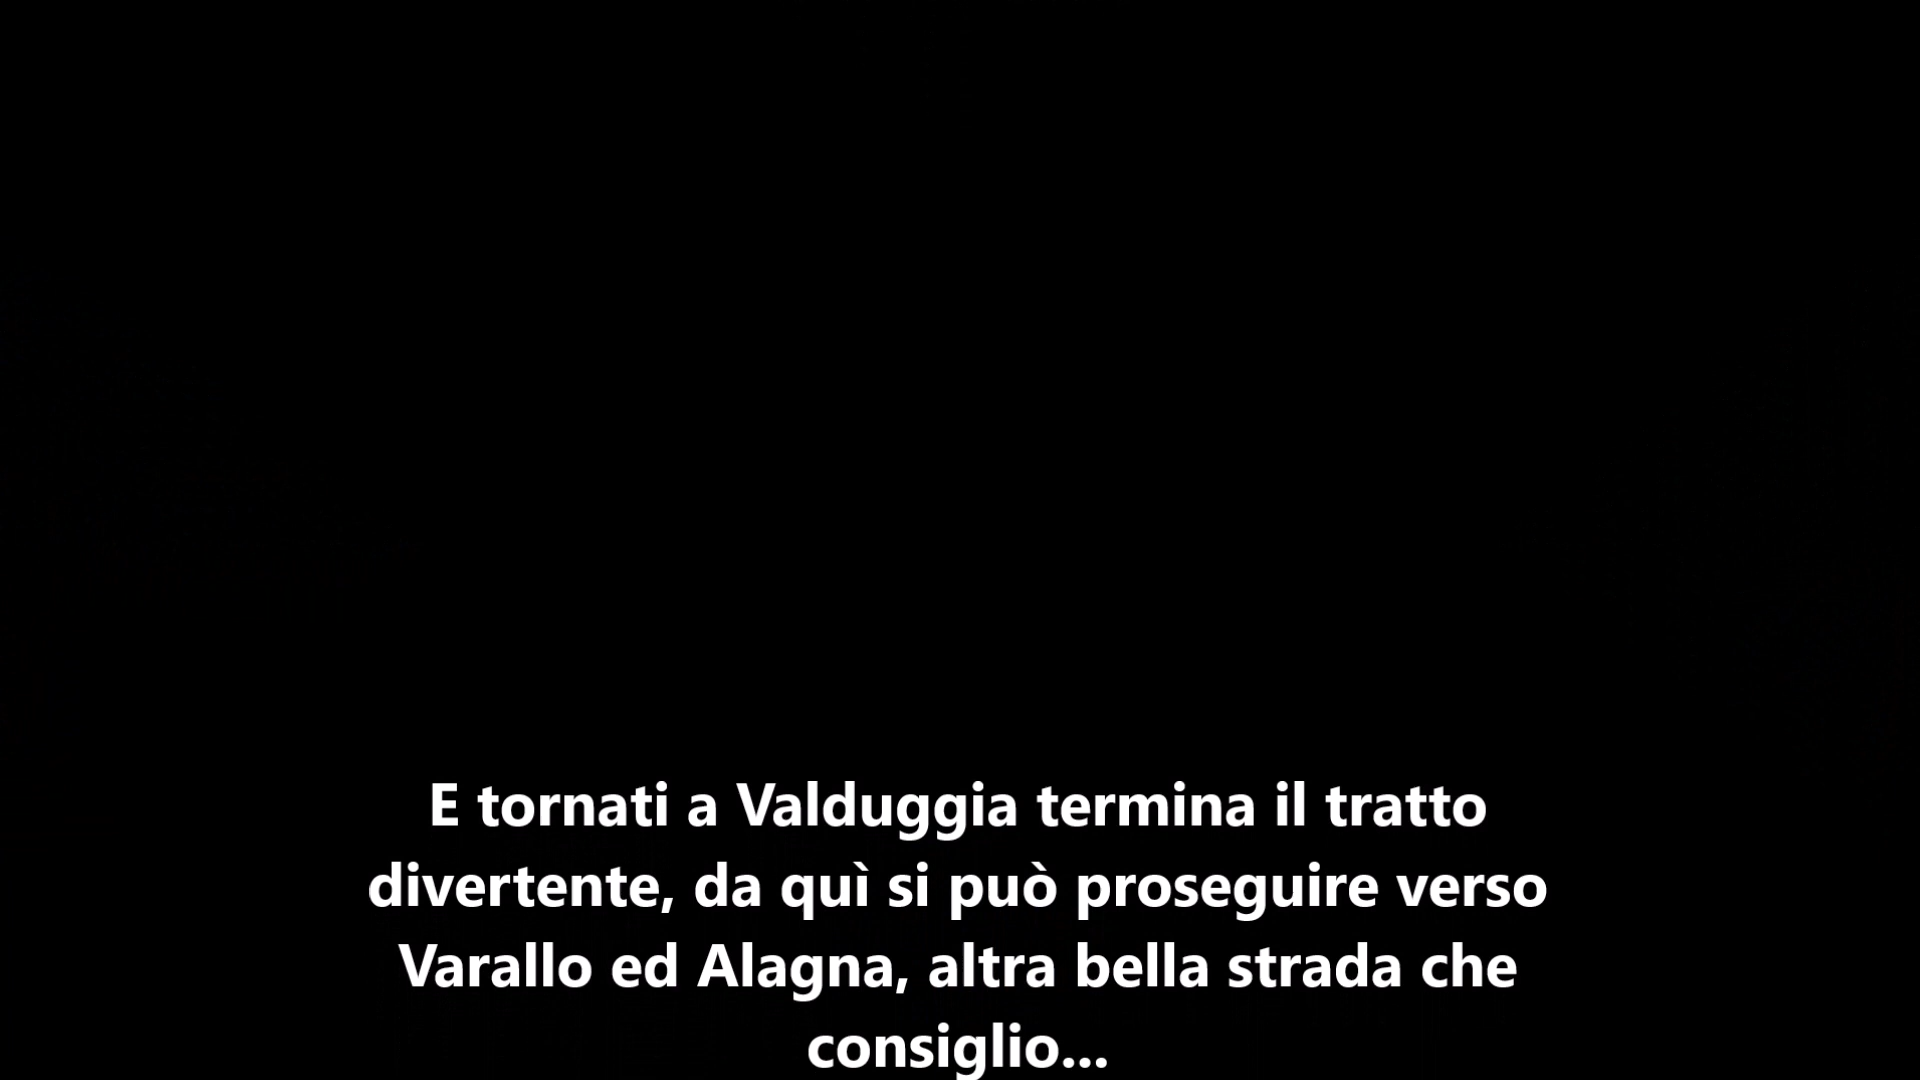 E tornati a Valduggia termina il tratto
divertente, da quì si può proseguire verso
Varallo ed Alagna, altra bella strada che
consiglio...